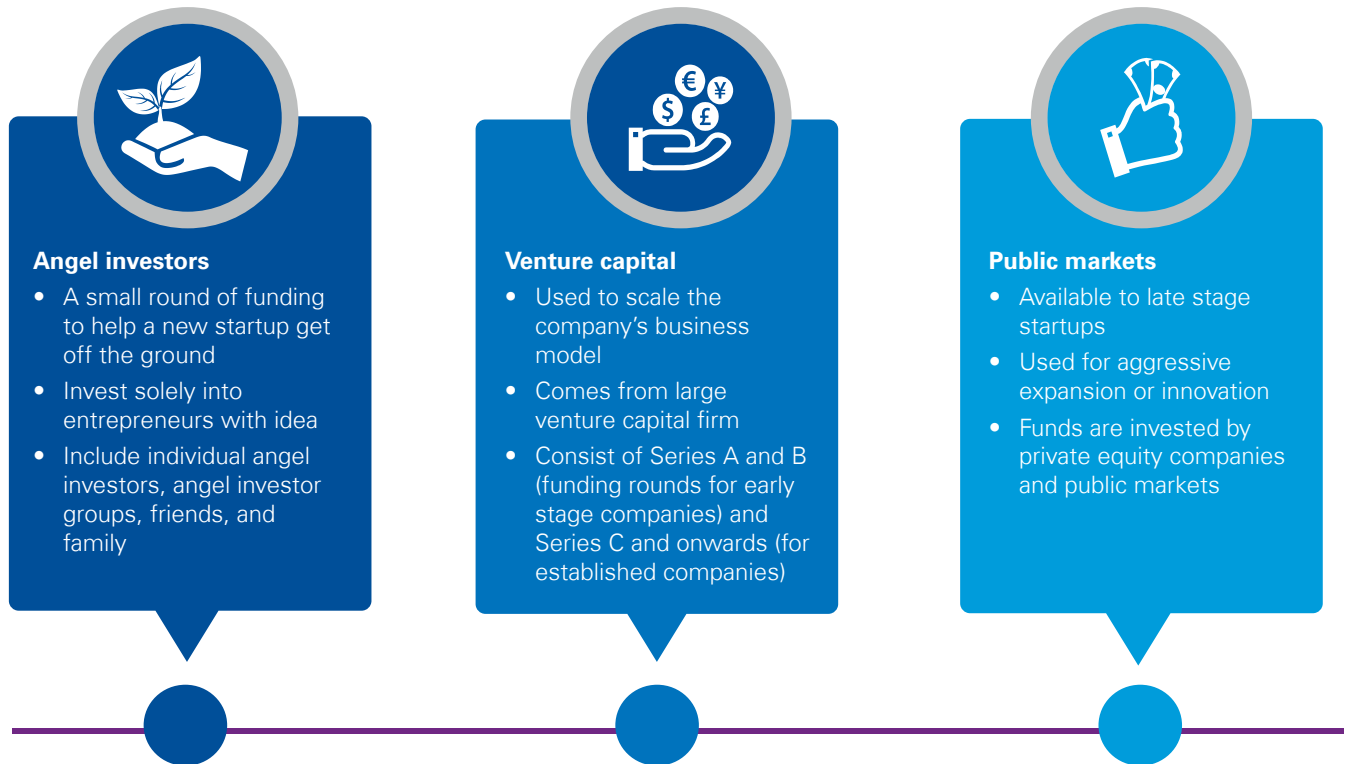 €
¥
$
£
Angel investors
• A small round of funding
to help a new startup get
off the ground
• Invest solely into
entrepreneurs with idea
• Include individual angel
investors, angel investor
groups, friends, and
family
Venture capital
• Used to scale the
company’s business
model
• Comes from large
venture capital firm
• Consist of Series A and B
(funding rounds for early
stage companies) and
Series C and onwards (for
established companies)
Public markets
• Available to late stage
startups
• Used for aggressive
expansion or innovation
• Funds are invested by
private equity companies
and public markets